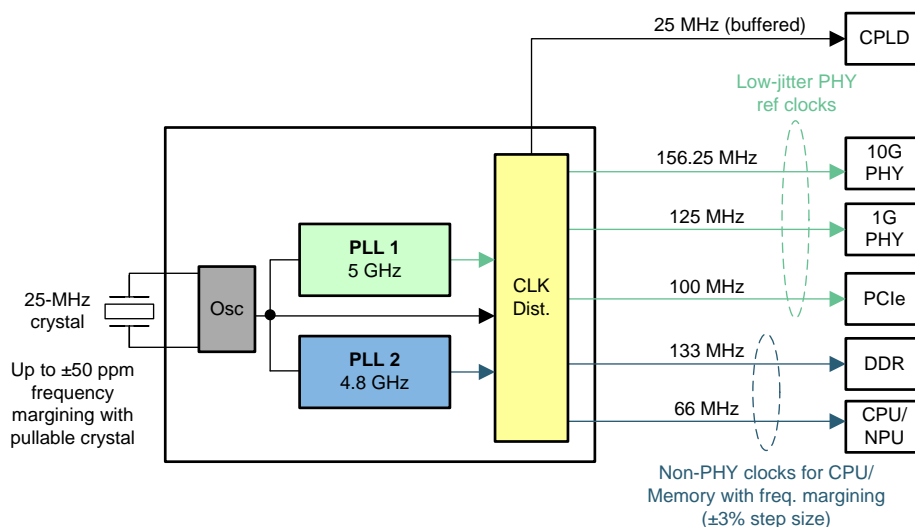 25 MHz (buffered)
CPLD
Low-jitter PHY
ref clocks
156.25 MHz
10G
PHY
125 MHz
1G
PHY
PLL 1
5 GHz
25-MHz
crystal
Osc
CLK
Dist.
100 MHz
PCIe
Up to ±50 ppm
frequency
margining with
pullable crystal
PLL 2
4.8 GHz
133 MHz
DDR
66 MHz
CPU/
NPU
Non-PHY clocks for CPU/
Memory with freq. margining
(±3% step size)